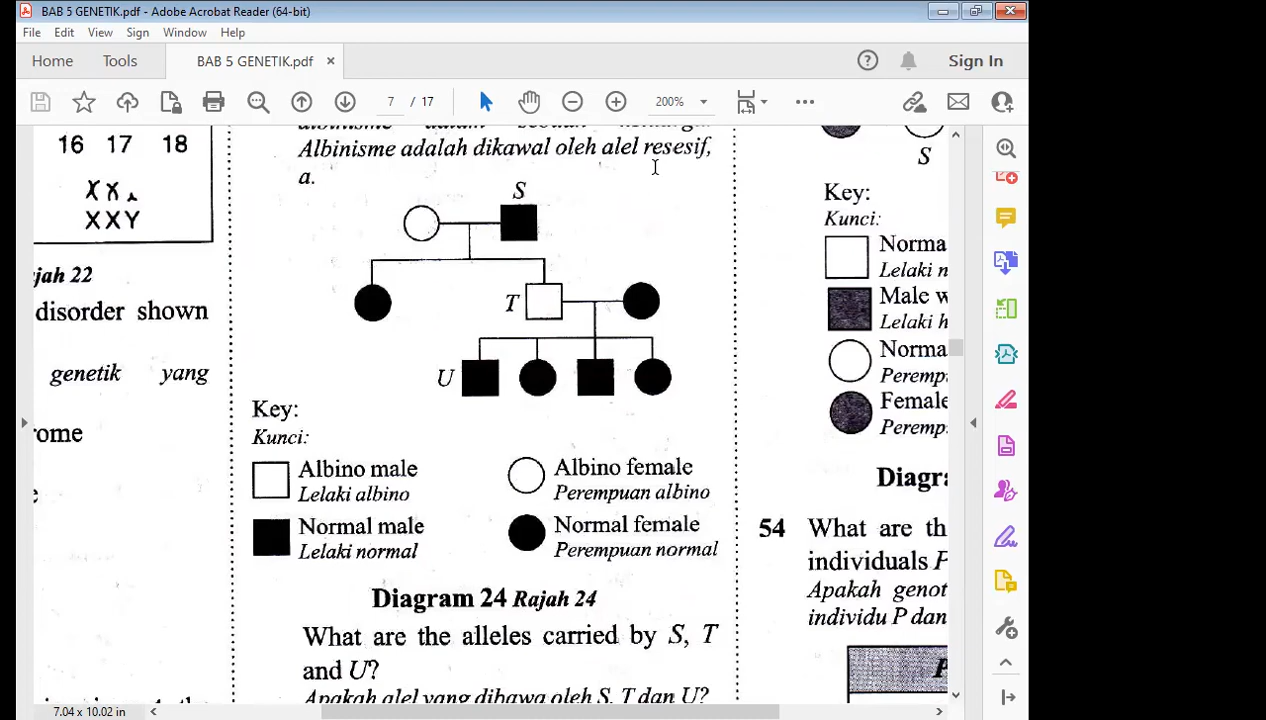 BAB 5 GENETIK.pdf - Adobe Acrobat Reader (64-bit)
File Edit View Sign Window Help
Home Tools BAB 5 GENETIK.pdf × Sign In
7 / 17 200%
16 17 18
XXY
jah 22
disorder shown
genetik yang
rome
Albinisme adalah dikawal oleh alel resesif,
a.
S
T
U
Key:
Kunci:
Albino male
Lelaki albino
Albino female
Perempuan albino
Normal male
Lelaki normal
Normal female
Perempuan normal
Diagram 24 Rajah 24
What are the alleles carried by S, T
and U?
Apakah alel yang dibawa oleh S, T dan U?
S
Key:
Kunci:
Norma
Lelaki n
Male w
Lelaki h
Norma
Perempu
Female
Perempu
Diagra
54 What are th
individuals P
Apakah genot
individu P dan
P
7.04 x 10.02 in